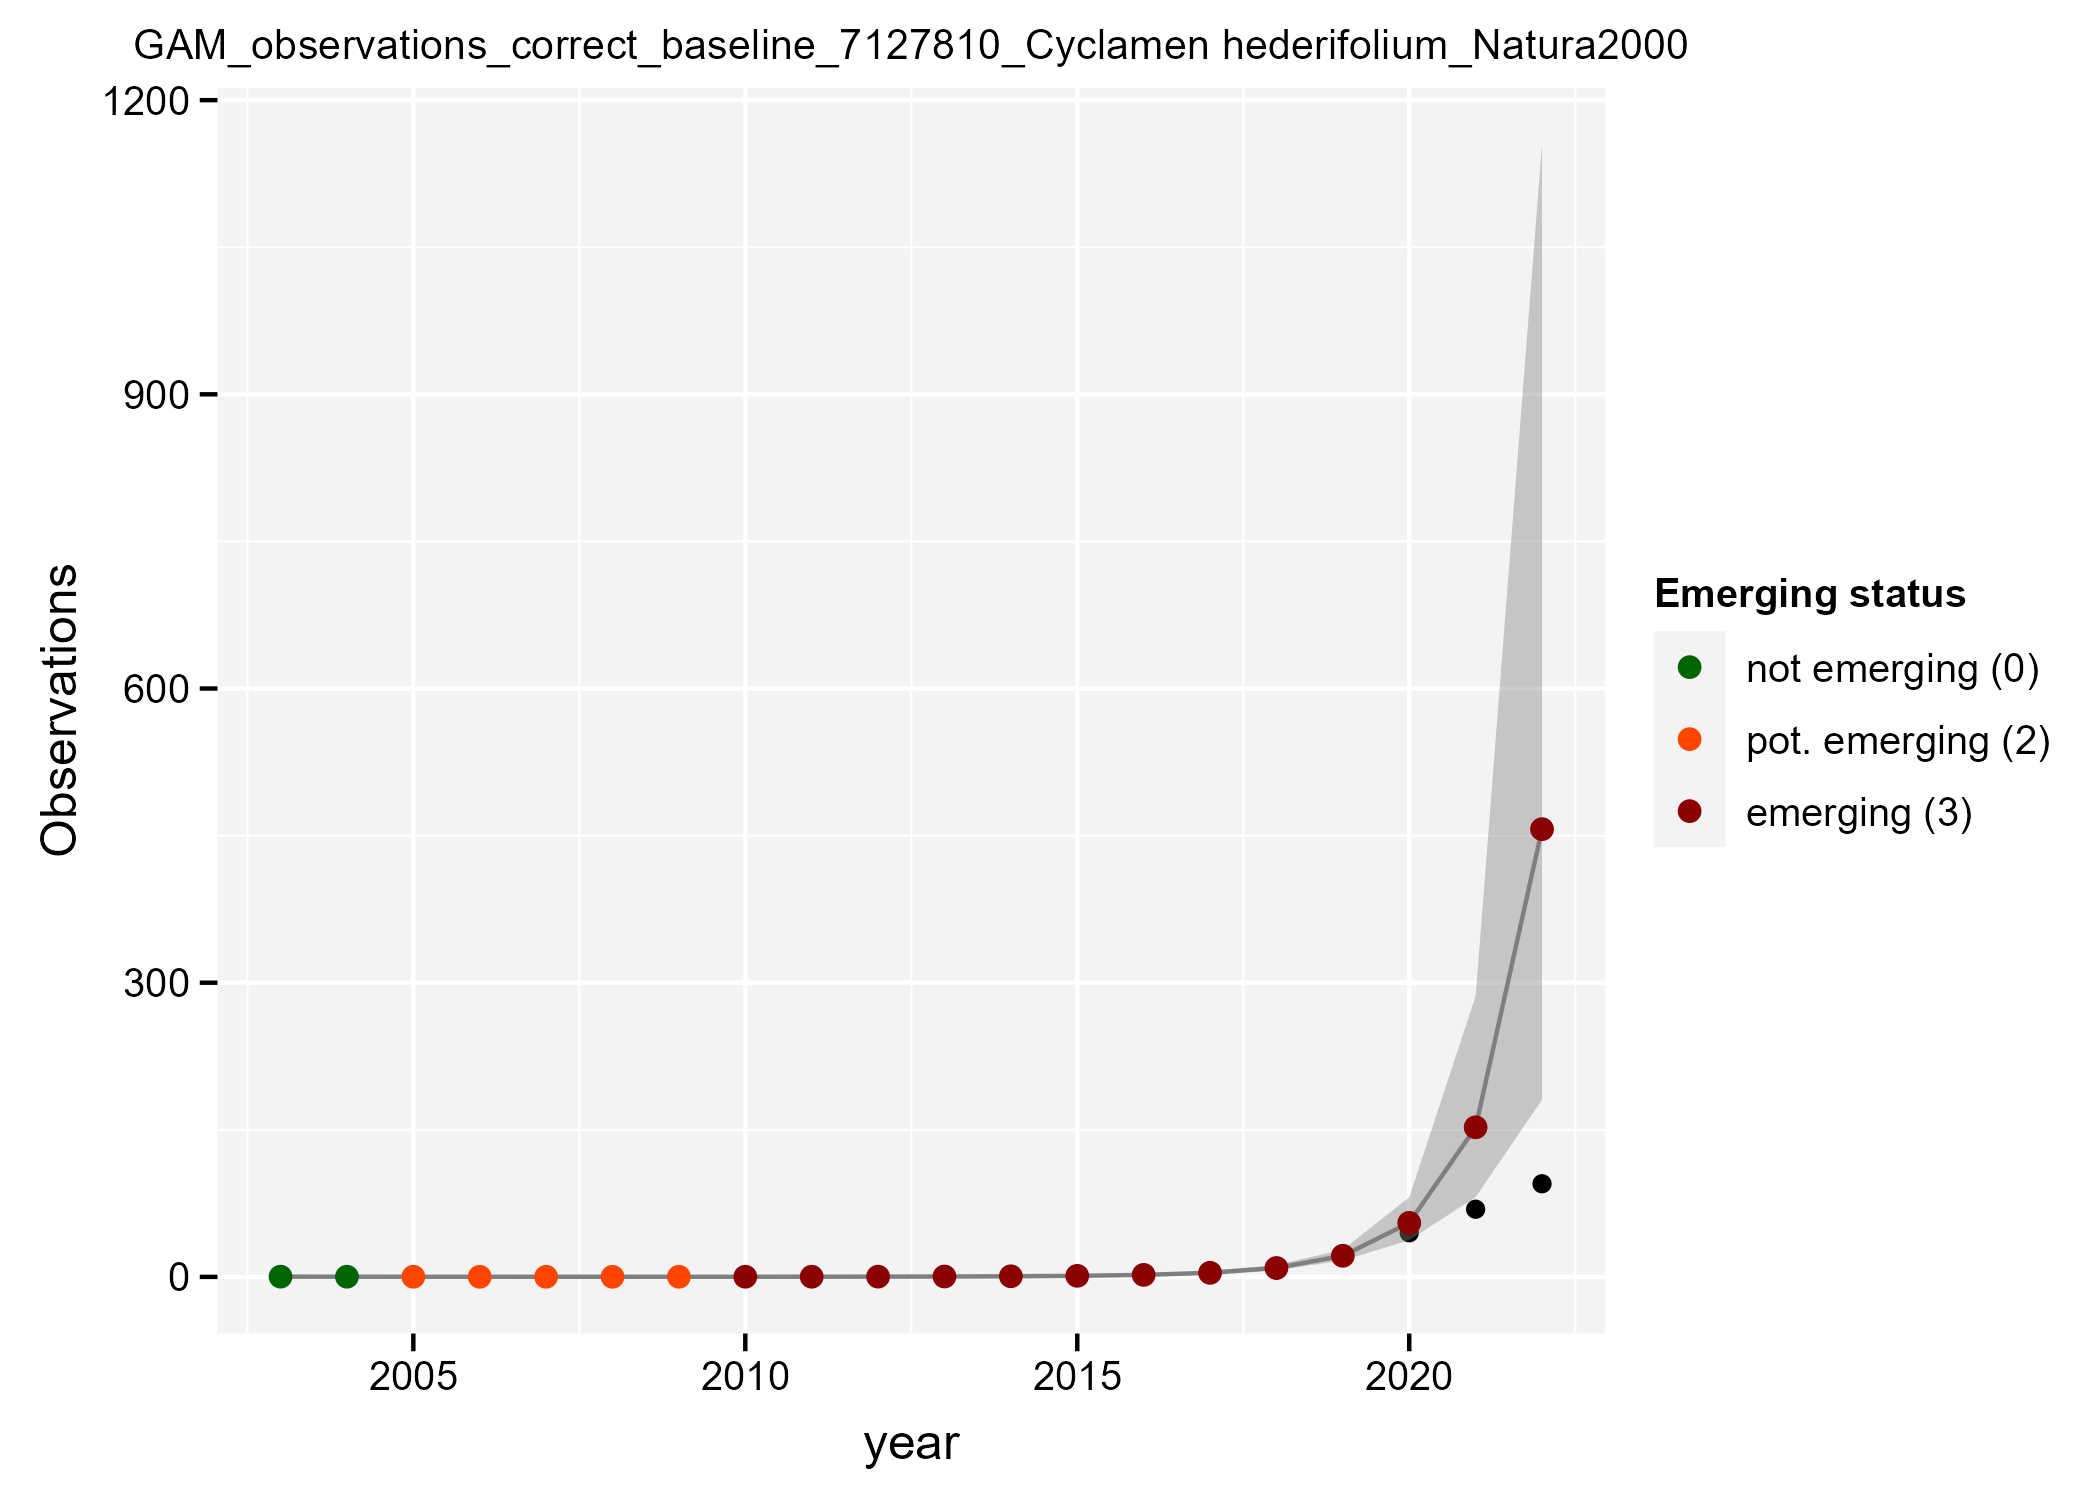 GAM_observations_correct_baseline_7127810_Cyclamen hederifolium_Natura2000
1200
900
600
300
0
Observations
2005 2010 2015 2020
year
Emerging status
not emerging (0)
pot. emerging (2)
emerging (3)